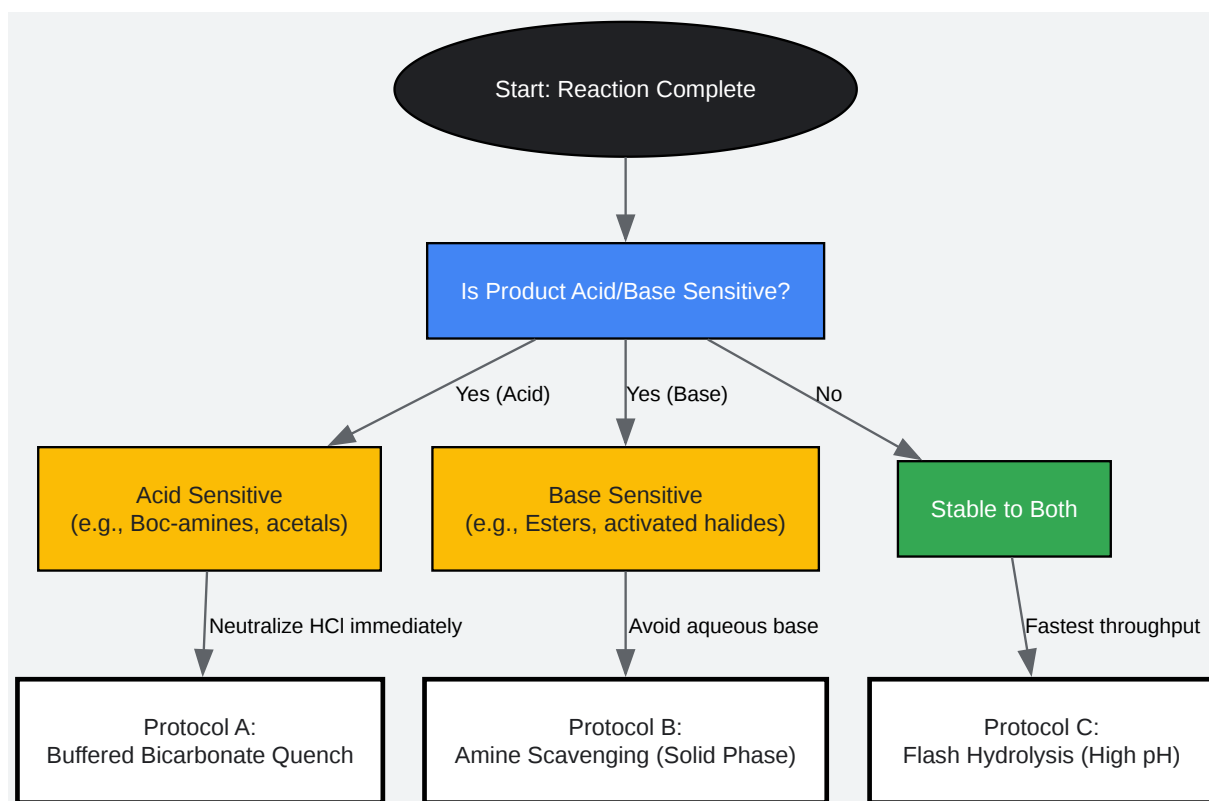 Start: Reaction Complete
Is Product Acid/Base Sensitive?
Yes (Acid)
Yes (Base)
No
Acid Sensitive
(e.g., Boc-amines, acetals)
Base Sensitive
(e.g., Esters, activated halides)
Stable to Both
Neutralize HCl immediately
Avoid aqueous base
Fastest throughput
Protocol A:
Buffered Bicarbonate Quench
Protocol B:
Amine Scavenging (Solid Phase)
Protocol C:
Flash Hydrolysis (High pH)